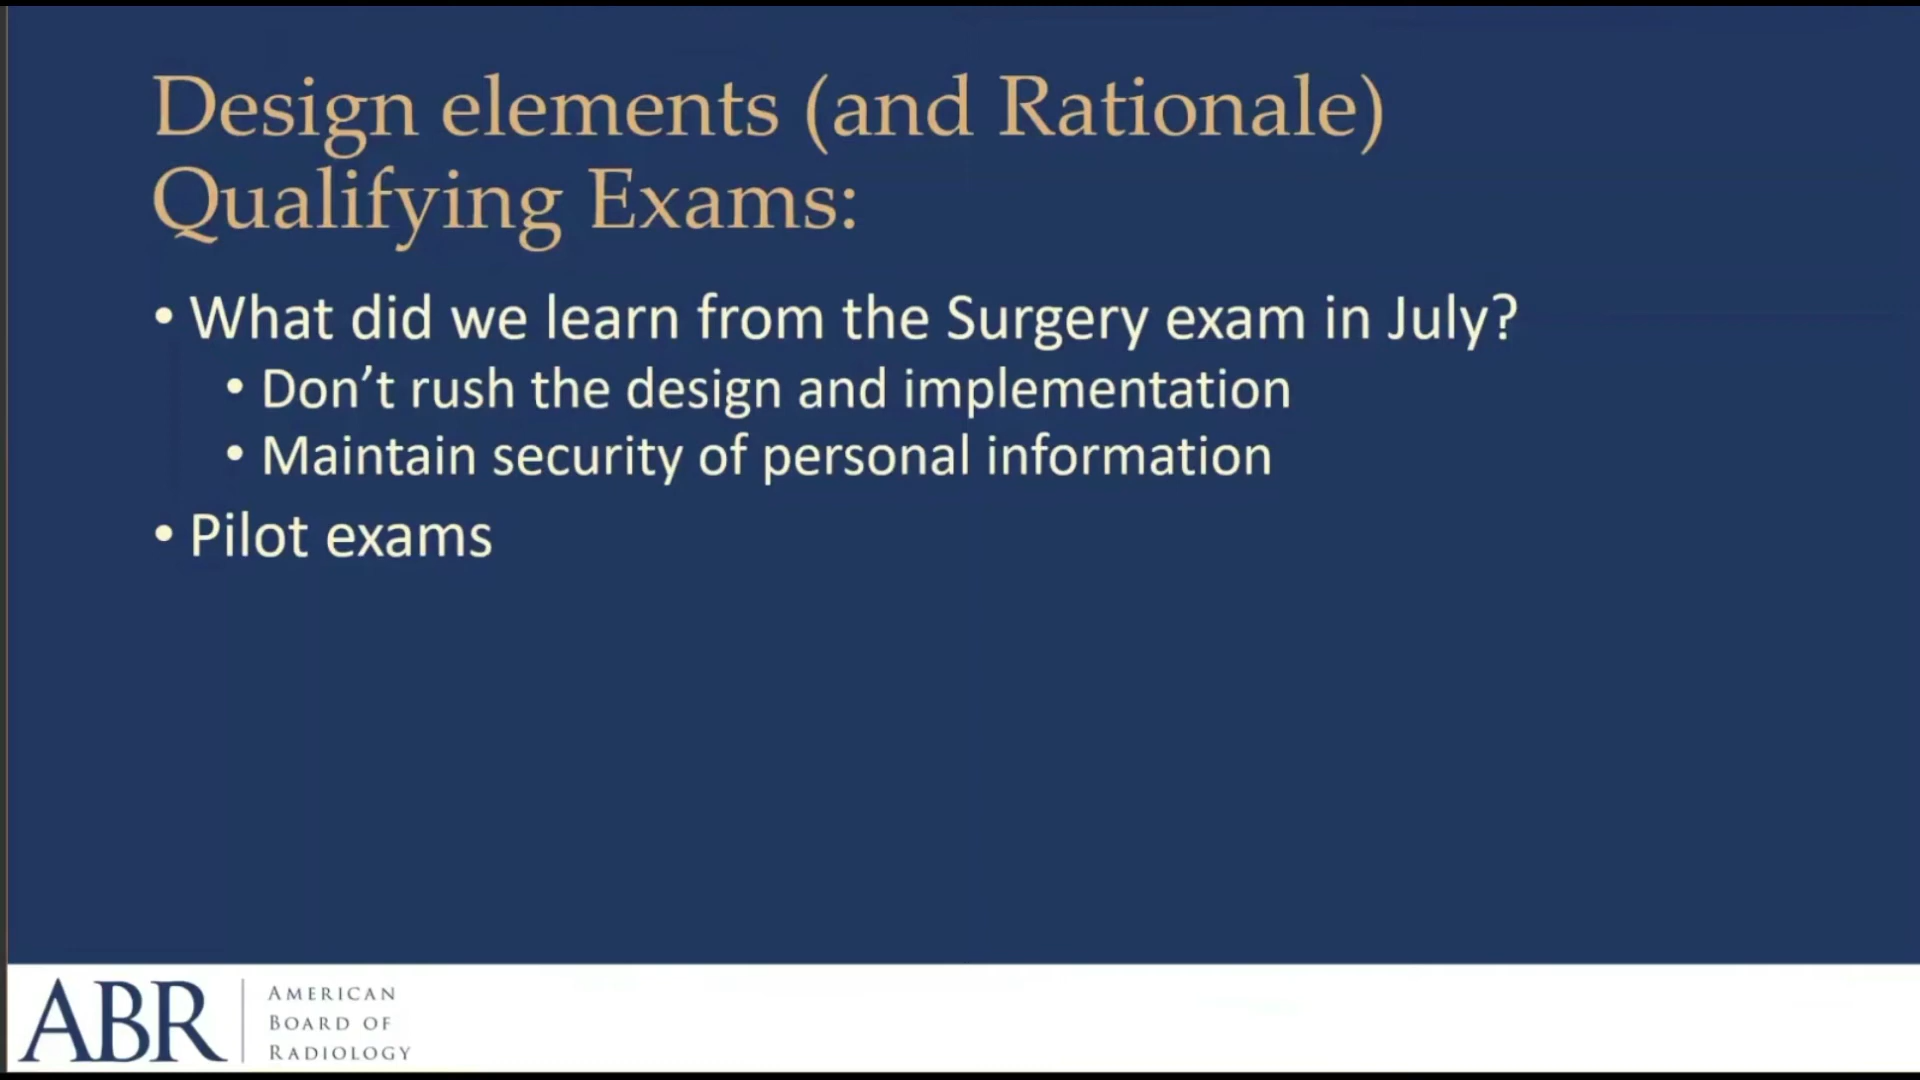 Design elements (and Rationale)
Qualifying Exams:
• What did we learn from the Surgery exam in July?
• Don’t rush the design and implementation
• Maintain security of personal information
• Pilot exams
ABR
AMERICAN
BOARD OF
RADIOLOGY